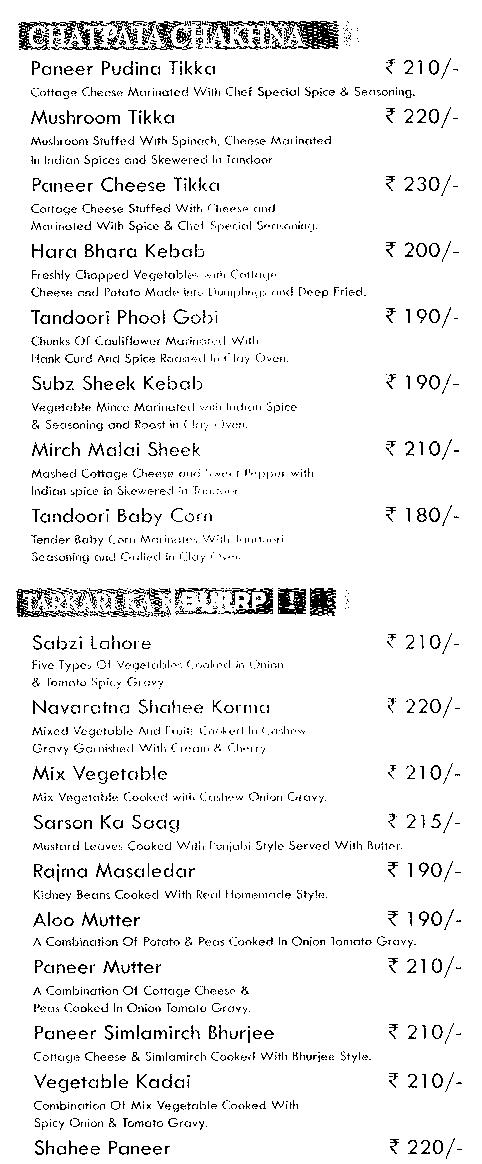 CHATPATA CHAKHNA
Paneer Pudina Tikka ₹ 210/-
Cottage Cheese Marinated With Chef Special Spice & Seasoning.
Mushroom Tikka ₹ 220/-
Mushroom Stuffed With Spinach, Cheese Marinated
In Indian Spices and Skewered In Tandoor
Paneer Cheese Tikka ₹ 230/-
Cottage Cheese Stuffed With Cheese and
Marinated With Spice & Chef Special Seasoning.
Hara Bhara Kebab ₹ 200/-
Freshly Chopped Vegetables with Cottage
Cheese and Potato Made into Dumplings and Deep Fried.
Tandoori Phool Gobi ₹ 190/-
Chunks Of Cauliflower Marinated With
Hank Curd And Spice Roasted In Clay Oven.
Subz Sheek Kebab ₹ 190/-
Vegetable Mince Marinated with Indian Spice
& Seasoning and Roast in Clay Oven.
Mirch Malai Sheek ₹ 210/-
Mashed Cottage Cheese and Sweet Pepper with
Indian spice in Skewered in Tandoor
Tandoori Baby Corn ₹ 180/-
Tender Baby Corn Marinates With Tandoori
Seasoning and Grilled in Clay Oven.
TARKARI KA BUURRP !
Sabzi Lahore ₹ 210/-
Five Types Of Vegetables Cooked in Onion
& Tomato Spicy Gravy
Navaratna Shahee Korma ₹ 220/-
Mixed Vegetable And Fruits Cooked In Cashew
Gravy Garnished With Cream & Cherry
Mix Vegetable ₹ 210/-
Mix Vegetable Cooked with Cashew Onion Gravy.
Sarson Ka Saag ₹ 215/-
Mustard Leaves Cooked With Punjabi Style Served With Butter.
Rajma Masaledar ₹ 190/-
Kidney Beans Cooked With Real Homemade Style.
Aloo Mutter ₹ 190/-
A Combination Of Potato & Peas Cooked In Onion Tomato Gravy.
Paneer Mutter ₹ 210/-
A Combination Of Cottage Cheese &
Peas Cooked In Onion Tomato Gravy.
Paneer Simlamirch Bhurjee ₹ 210/-
Cottage Cheese & Simlamirch Cooked With Bhurjee Style.
Vegetable Kadai ₹ 210/-
Combination Of Mix Vegetable Cooked With
Spicy Onion & Tomato Gravy.
Shahee Paneer ₹ 220/-